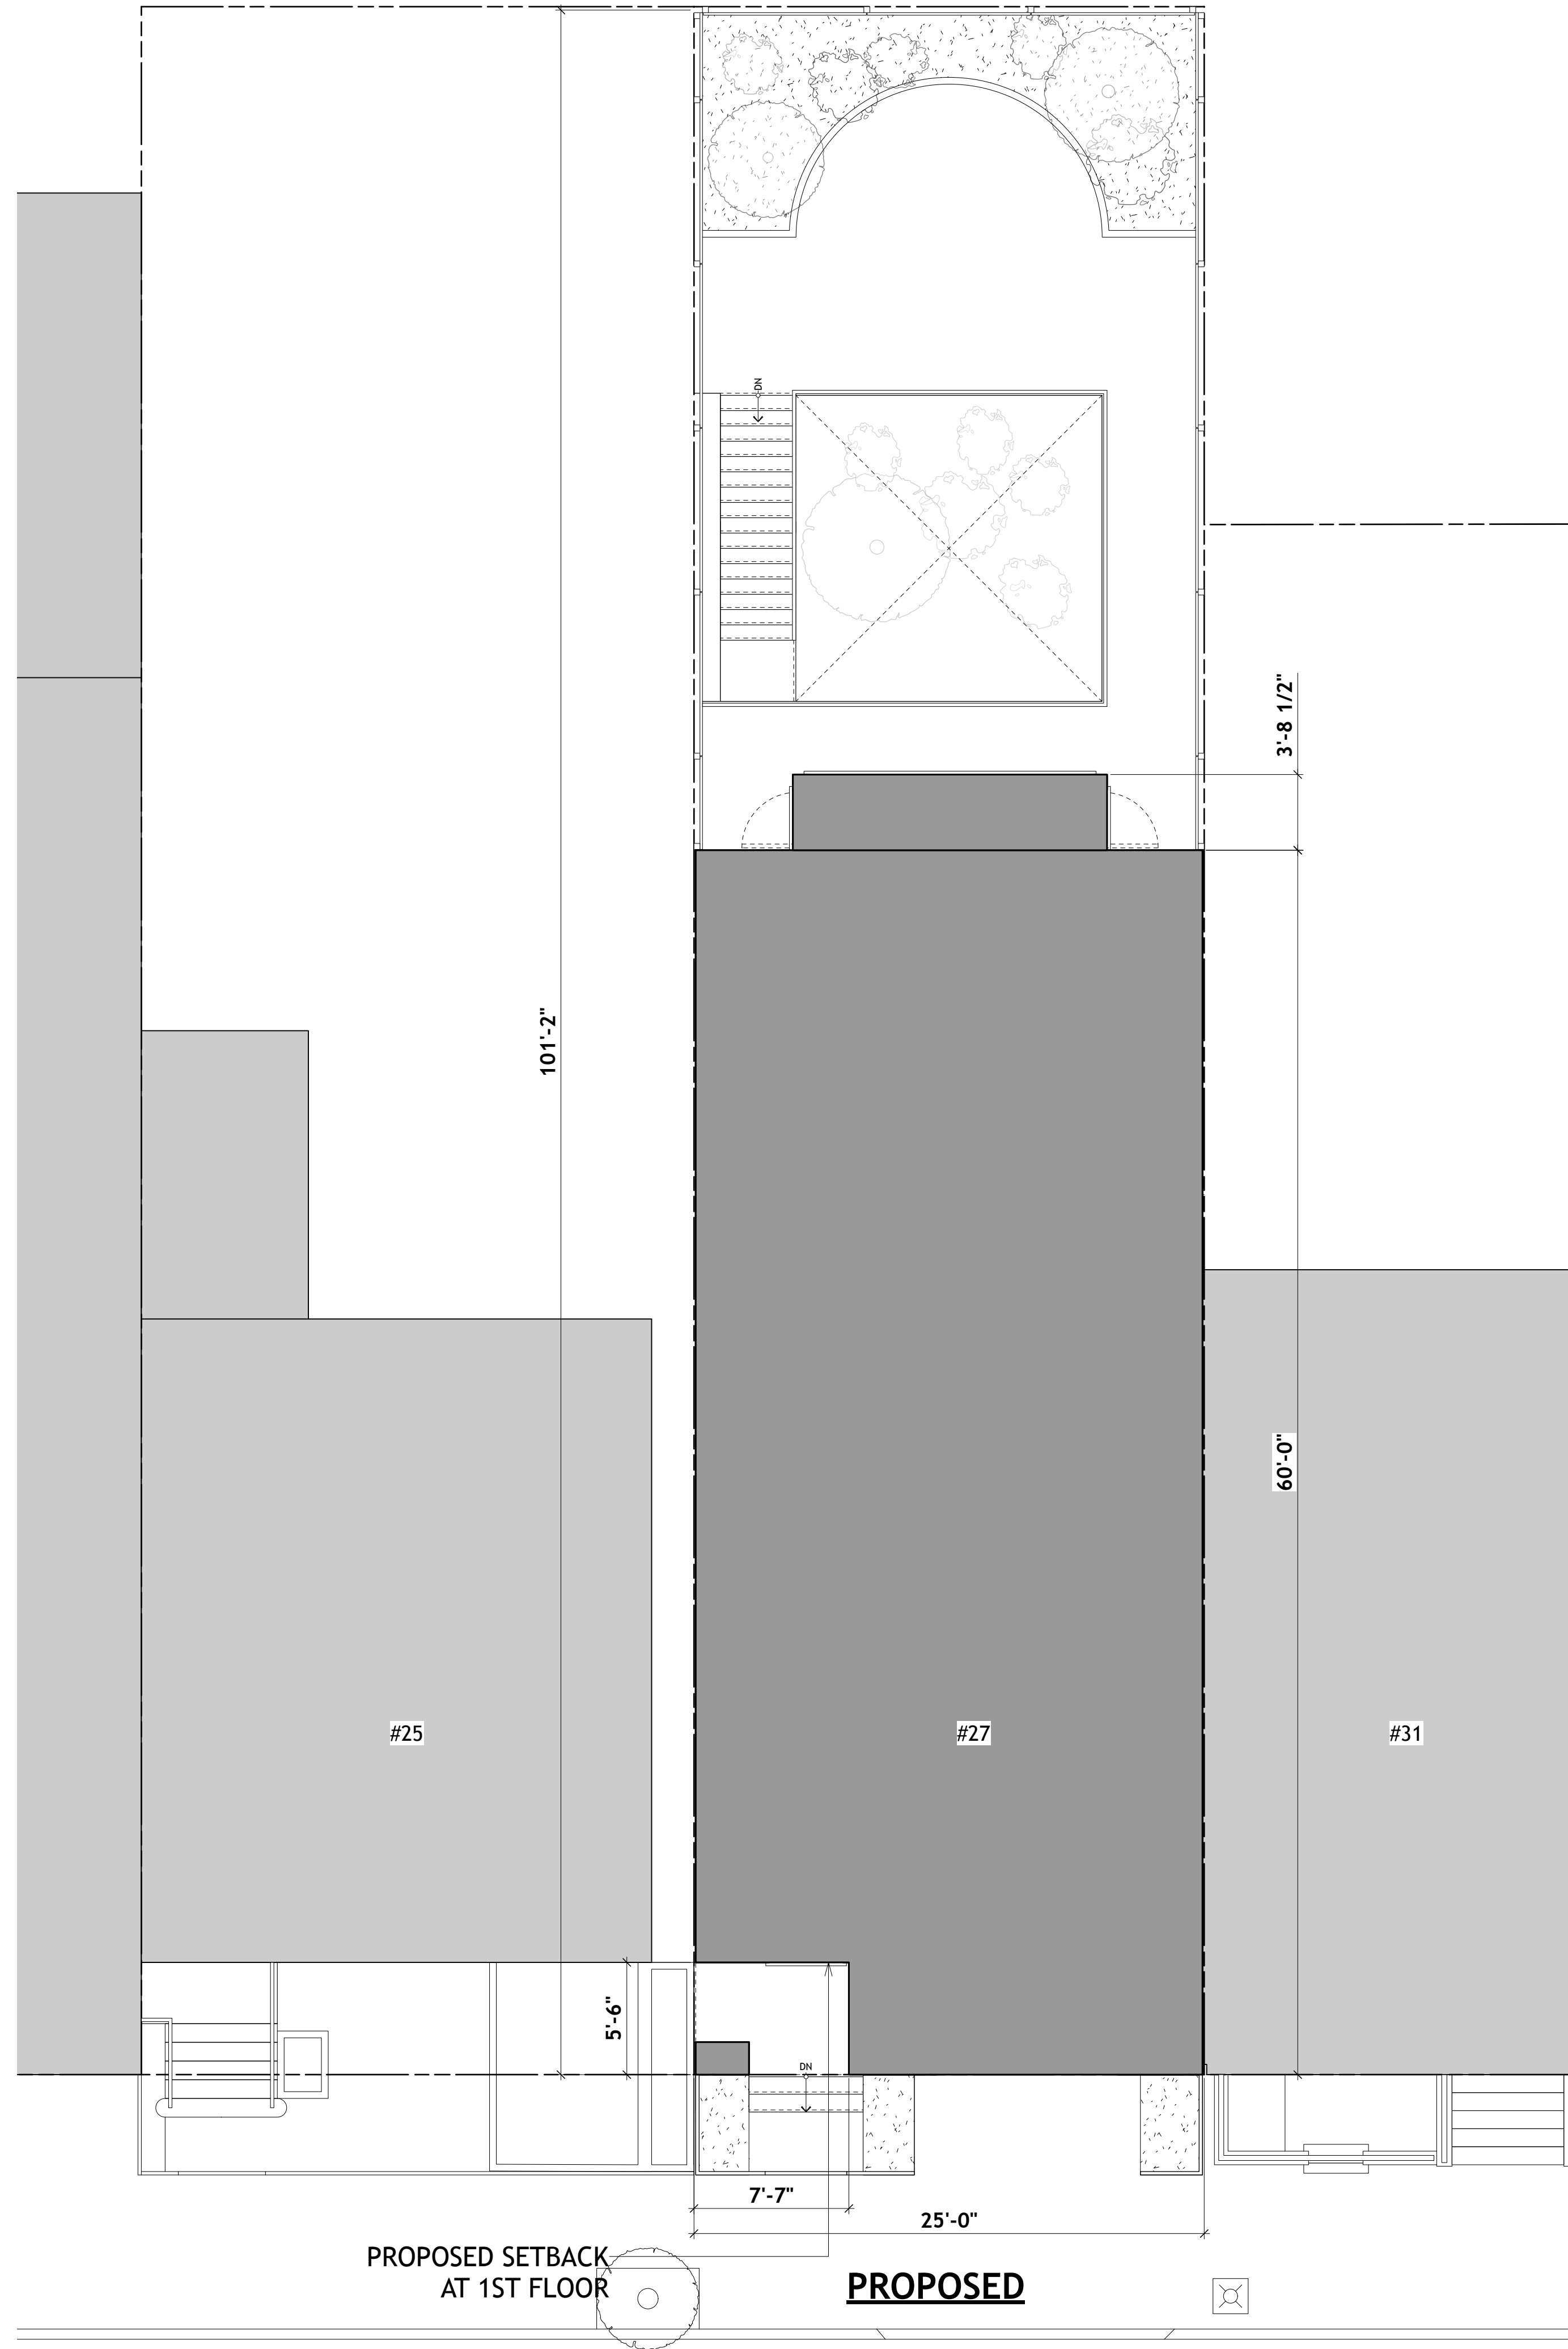 DN
3'-8 1/2"
101'-2"
60'-0"
#25
#27
#31
5'-6"
DN
7'-7"
25'-0"
PROPOSED SETBACK
AT 1ST FLOOR
PROPOSED